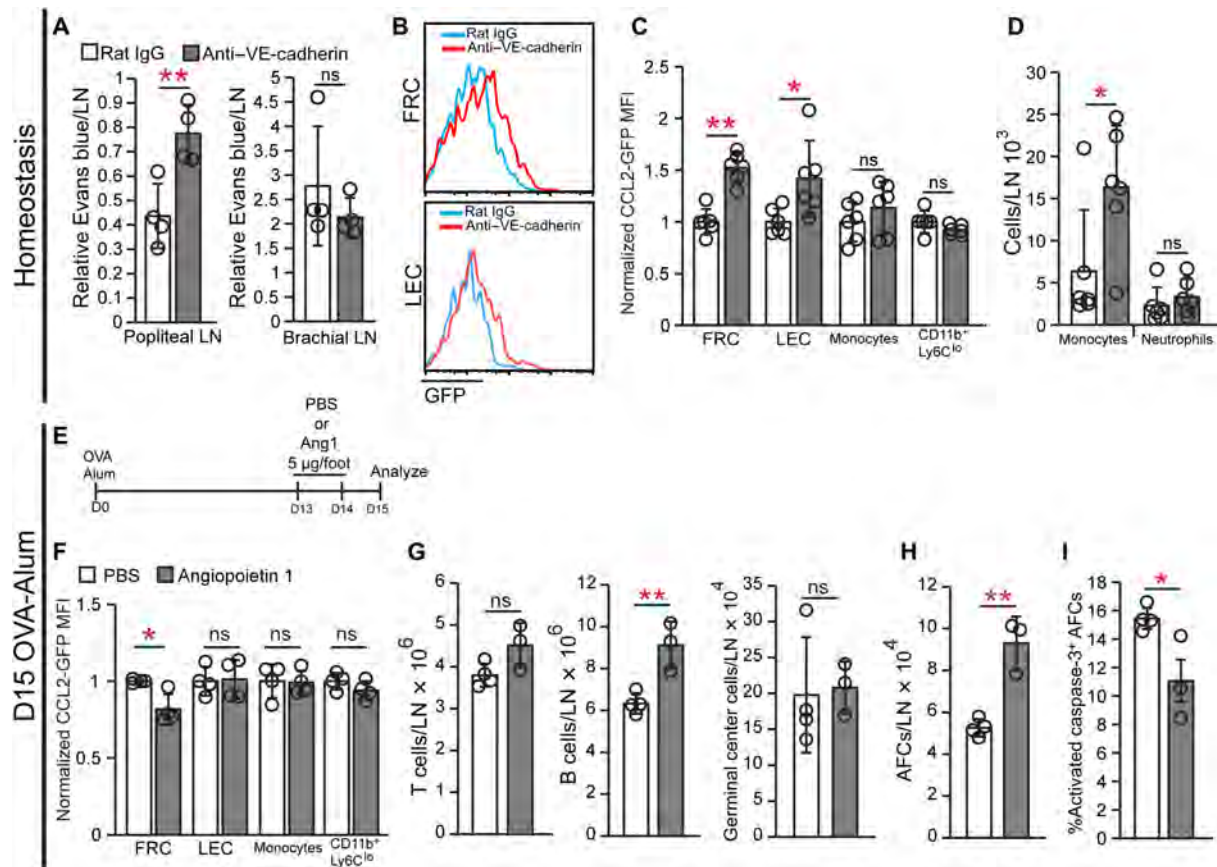 Homeostasis
A
Rat IgG Anti–VE-cadherin
Relative Evans blue/LN
1
0.9
0.8
0.7
0.6
0.5
0.4
0.3
0.2
0.1
0
**
Popliteal LN
Relative Evans blue/LN
5
4.5
4
3.5
3
2.5
2
1.5
1
0.5
0
ns
Brachial LN
B
FRC
Rat IgG
Anti–VE-cadherin
LEC
Rat IgG
Anti–VE-cadherin
GFP
C
Normalized CCL2-GFP MFI
2.5
2
1.5
1
0.5
0
** * ns ns
FRC LEC Monocytes CD11b⁺
Ly6Cˡᵒ
D
Cells/LN 10³
30
25
20
15
10
5
0
* ns
Monocytes Neutrophils
D15 OVA-Alum
E
PBS
or
Ang1
5 μg/foot
OVA
Alum
Analyze
D0 D13 D14 D15
F
PBS Angiopoietin 1
Normalized CCL2-GFP MFI
1.5
1
0.5
0
* ns ns ns
FRC LEC Monocytes CD11b⁺
Ly6Cˡᵒ
G
T cells/LN × 10⁶
6
5
4
3
2
1
0
ns
B cells/LN × 10⁶
12
10
8
6
4
2
0
**
Germinal center cells/LN × 10⁴
35
30
25
20
15
10
5
0
ns
H
AFCs/LN × 10⁴
12
10
8
6
4
2
0
**
I
%Activated caspase-3⁺ AFCs
18
16
14
12
10
8
6
4
2
0
*